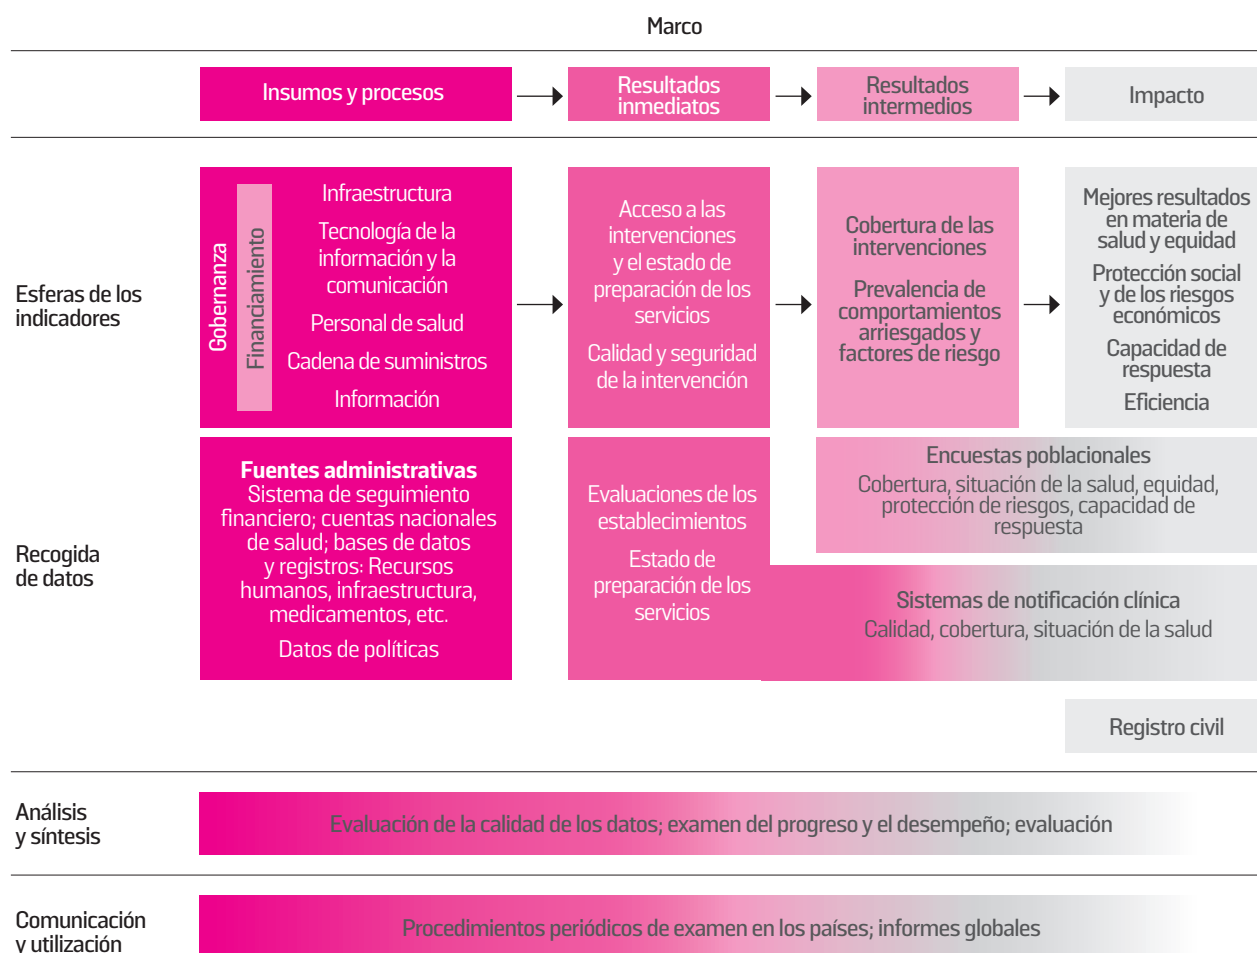 Marco
Insumos y procesos
Resultados
inmediatos
Resultados
intermedios
Impacto
Esferas de los
indicadores
Gobernanza
Financiamiento
Infraestructura
Tecnología de la
información y la
comunicación
Personal de salud
Cadena de suministros
Información
Acceso a las
intervenciones
y el estado de
preparación de los
servicios
Calidad y seguridad
de la intervención
Cobertura de las
intervenciones
Prevalencia de
comportamientos
arriesgados y
factores de riesgo
Mejores resultados
en materia de
salud y equidad
Protección social
y de los riesgos
económicos
Capacidad de
respuesta
Eficiencia
Recogida
de datos
Fuentes administrativas
Sistema de seguimiento
financiero; cuentas nacionales
de salud; bases de datos
y registros: Recursos
humanos, infraestructura,
medicamentos, etc.
Datos de políticas
Evaluaciones de los
establecimientos
Estado de
preparación de los
servicios
Encuestas poblacionales
Cobertura, situación de la salud, equidad,
protección de riesgos, capacidad de
respuesta
Sistemas de notificación clínica
Calidad, cobertura, situación de la salud
Registro civil
Análisis
y síntesis
Evaluación de la calidad de los datos; examen del progreso y el desempeño; evaluación
Comunicación
y utilización
Procedimientos periódicos de examen en los países; informes globales